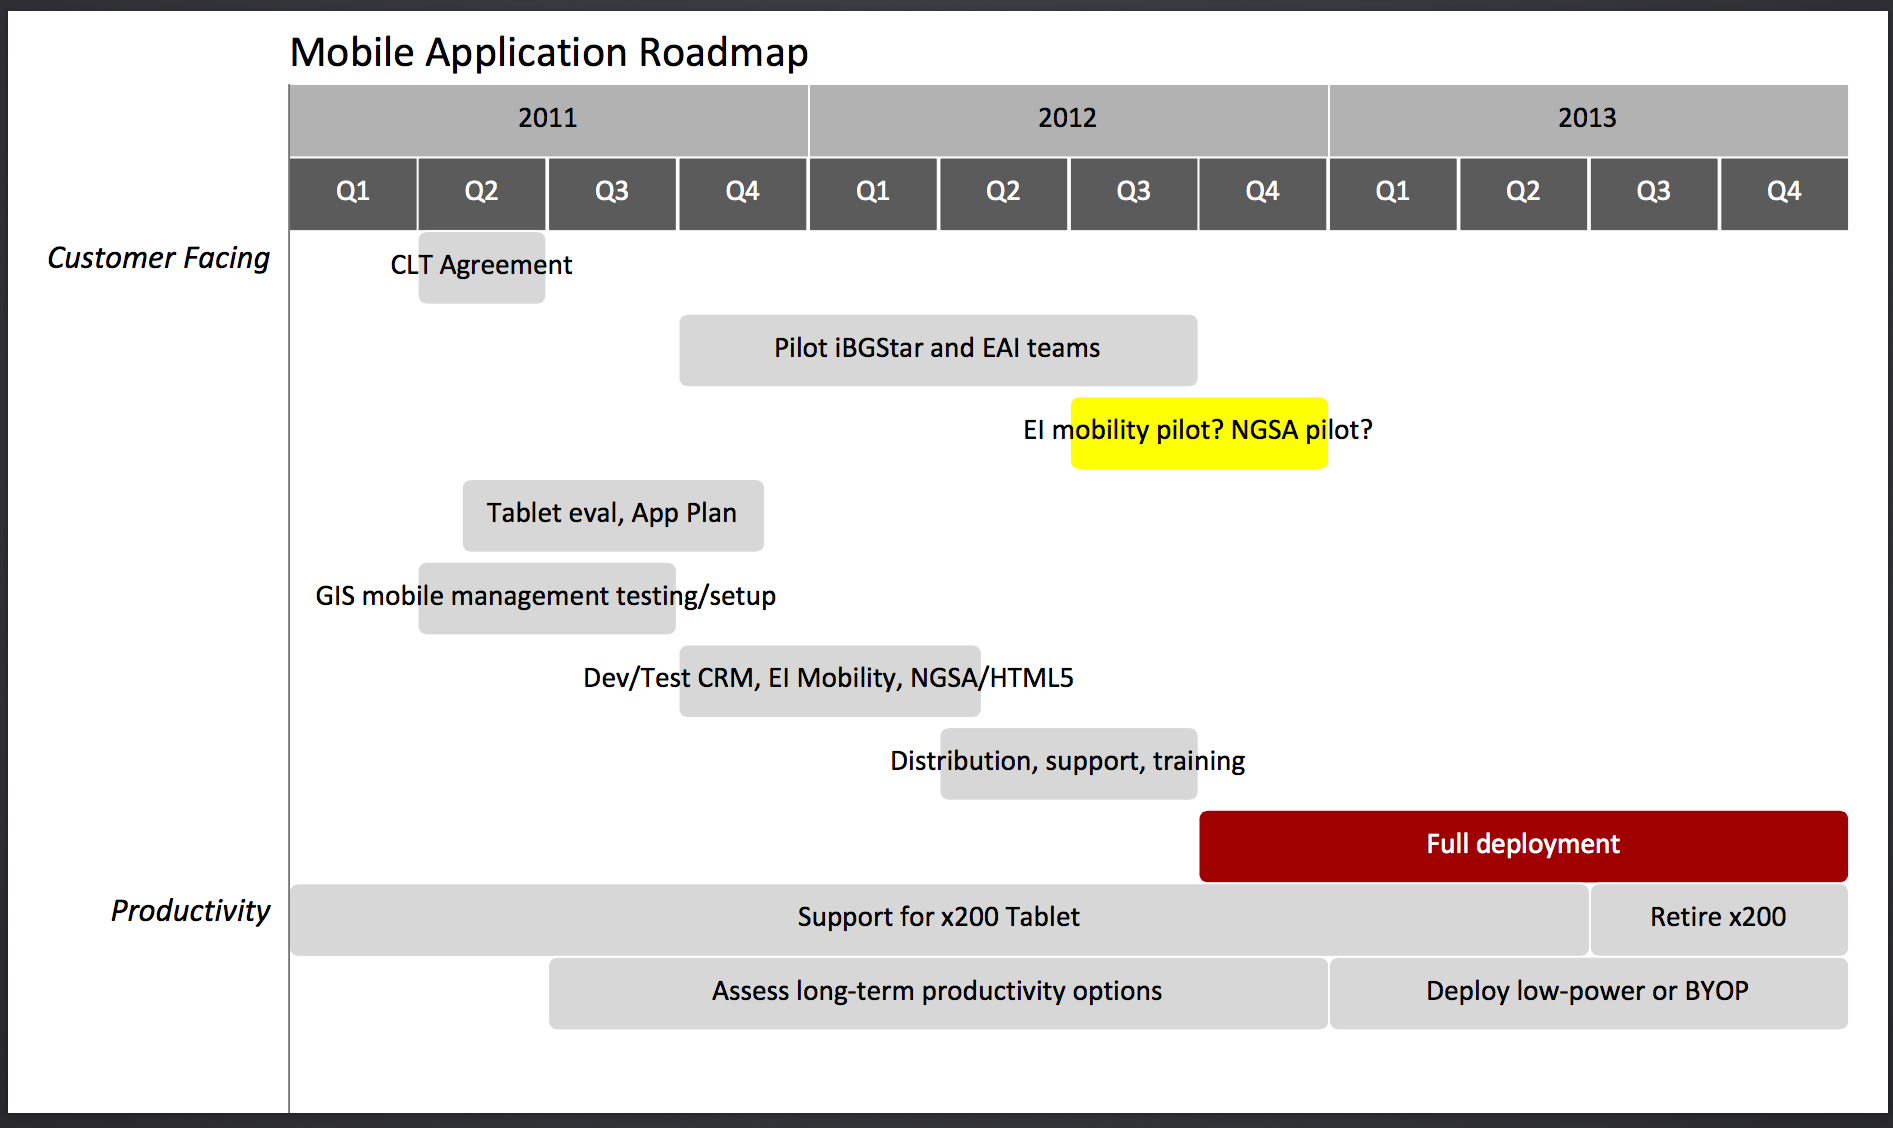 Mobile Application Roadmap
2011 2012 2013
Q1 Q2 Q3 Q4 Q1 Q2 Q3 Q4 Q1 Q2 Q3 Q4
Customer Facing
CLT Agreement
Pilot iBGStar and EAI teams
EI mobility pilot? NGSA pilot?
Tablet eval, App Plan
GIS mobile management testing/setup
Dev/Test CRM, EI Mobility, NGSA/HTML5
Distribution, support, training
Full deployment
Productivity
Support for x200 Tablet Retire x200
Assess long-term productivity options Deploy low-power or BYOP